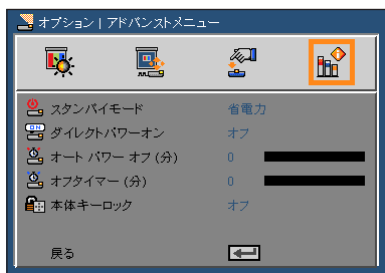 オプション | アドバンストメニュー
スタンバイモード 省電力
ON
ダイレクトパワーオン オフ
オート パワー オフ (分) 0
オフタイマー (分) 0
本体キーロック オフ
戻る